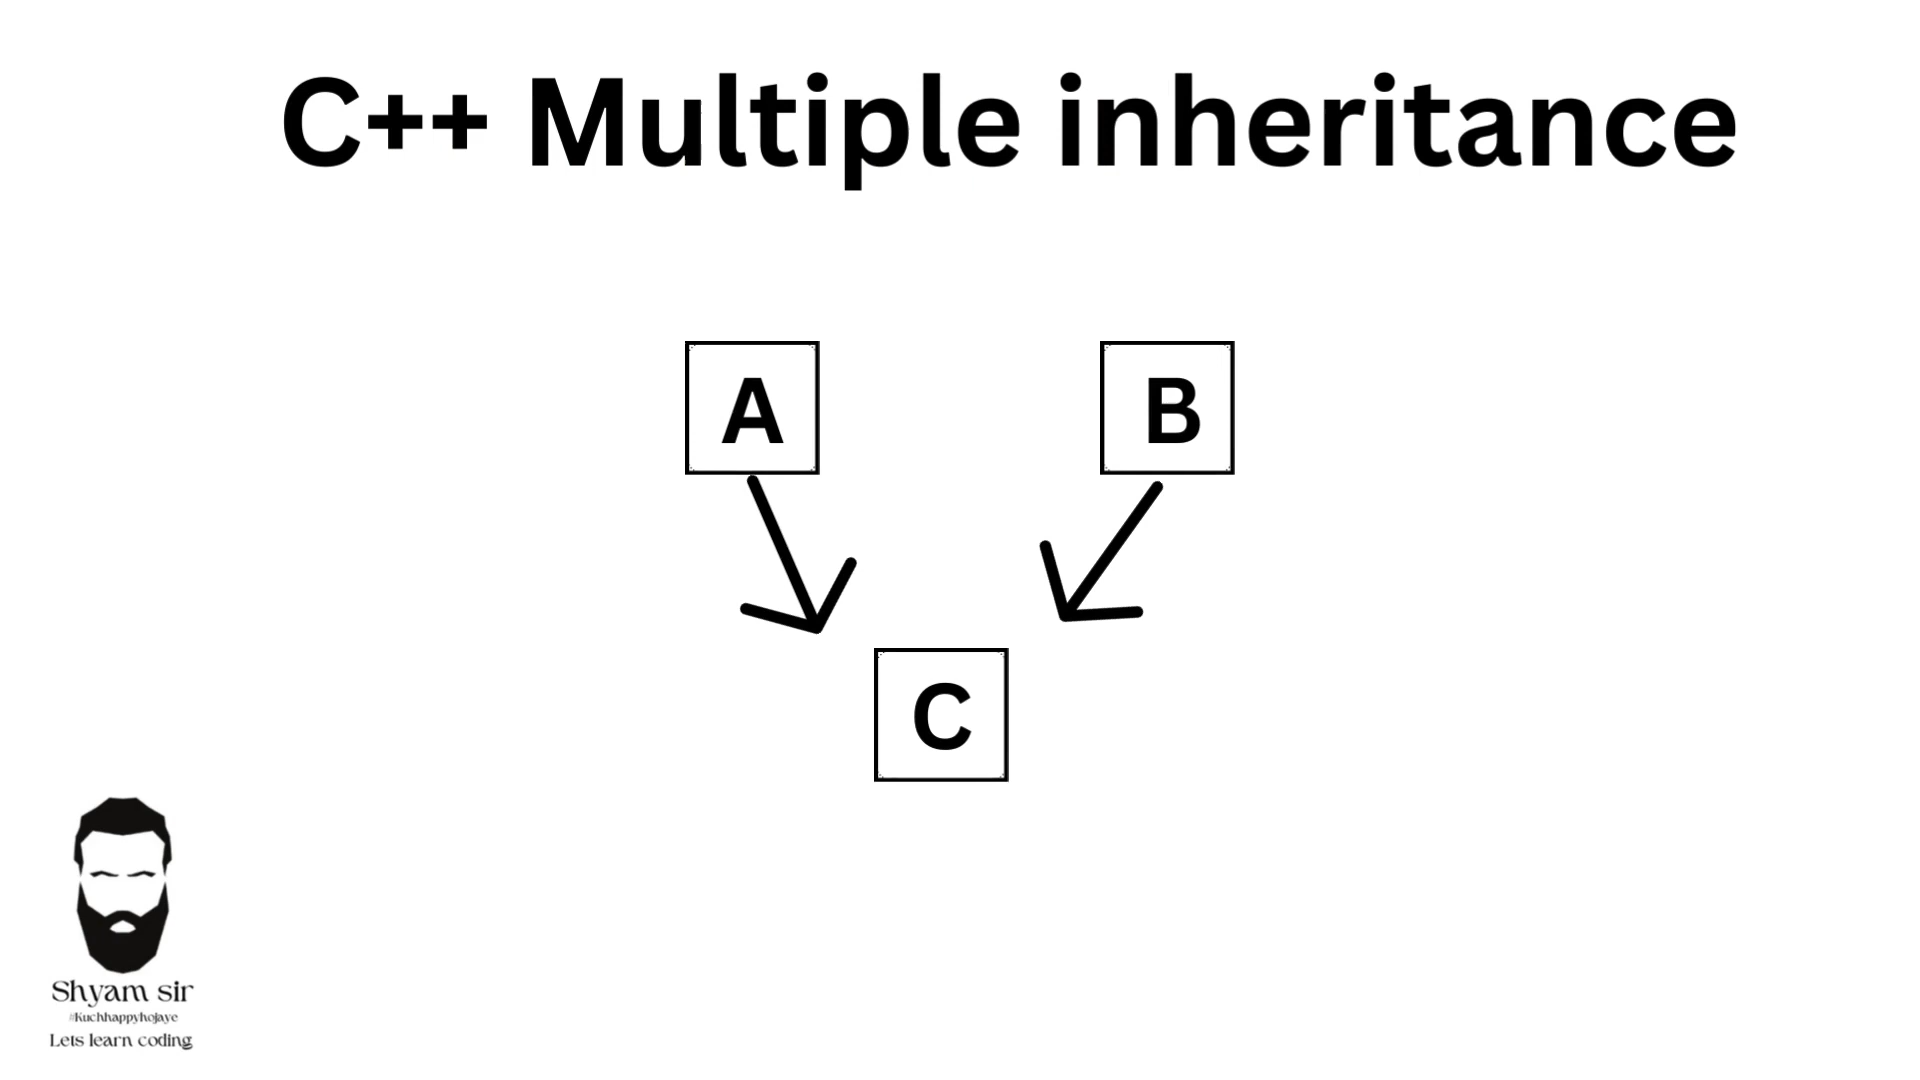 C++ Multiple inheritance
A
B
C
Shyam sir
#Kuchhappyhojaye
Lets learn coding